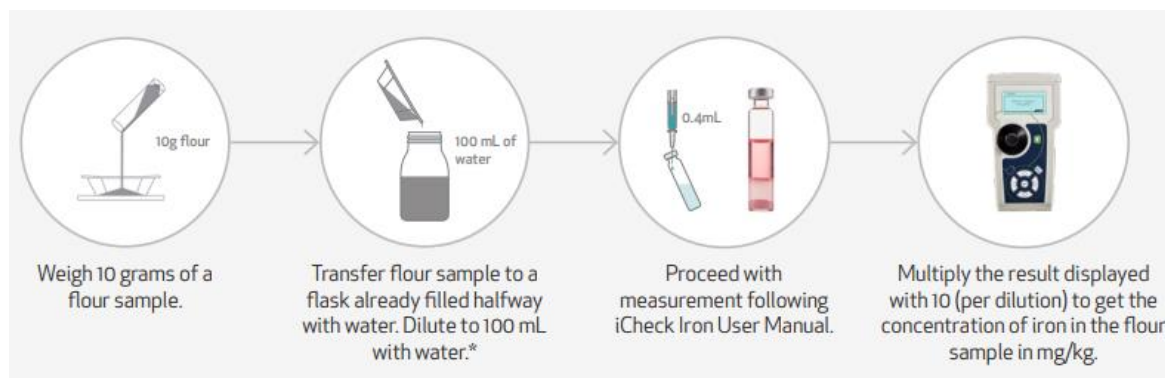 10g flour
100 mL of
water
0.4mL
Weigh 10 grams of a
flour sample.
Transfer flour sample to a
flask already filled halfway
with water. Dilute to 100 mL
with water.*
Proceed with
measurement following
iCheck Iron User Manual.
Multiply the result displayed
with 10 (per dilution) to get the
concentration of iron in the flour
sample in mg/kg.